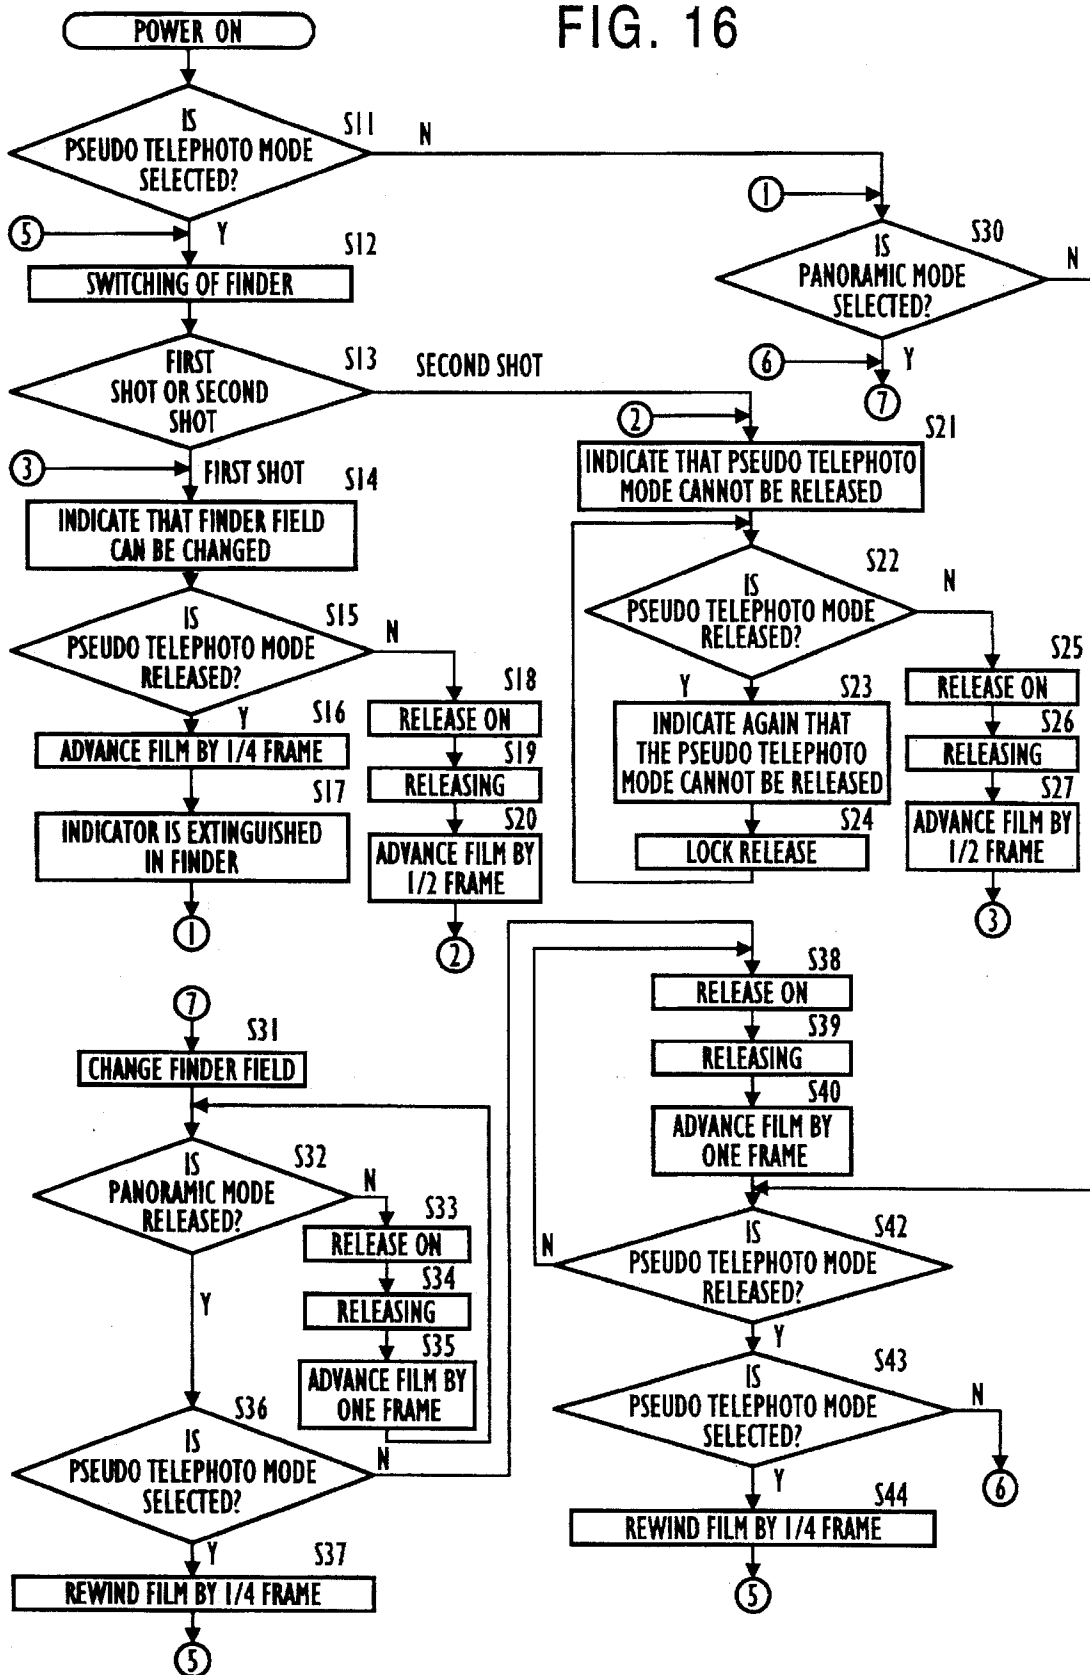 FIG. 16
POWER ON
IS
PSEUDO TELEPHOTO MODE
SELECTED?
S11
N
Y
5
S12
SWITCHING OF FINDER
FIRST
SHOT OR SECOND
SHOT
S13
SECOND SHOT
3
FIRST SHOT
S14
INDICATE THAT FINDER FIELD
CAN BE CHANGED
IS
PSEUDO TELEPHOTO MODE
RELEASED?
S15
N
Y
S16
ADVANCE FILM BY 1/4 FRAME
S17
INDICATOR IS EXTINGUISHED
IN FINDER
1
S18
RELEASE ON
S19
RELEASING
S20
ADVANCE FILM BY
1/2 FRAME
2
1
S30
IS
PANORAMIC MODE
SELECTED?
N
6
Y
7
2
S21
INDICATE THAT PSEUDO TELEPHOTO
MODE CANNOT BE RELEASED
S22
IS
PSEUDO TELEPHOTO MODE
RELEASED?
N
Y
S23
INDICATE AGAIN THAT
THE PSEUDO TELEPHOTO
MODE CANNOT BE RELEASED
S24
LOCK RELEASE
S25
RELEASE ON
S26
RELEASING
S27
ADVANCE FILM BY
1/2 FRAME
3
7
S31
CHANGE FINDER FIELD
IS
PANORAMIC MODE
RELEASED?
S32
N
Y
S33
RELEASE ON
S34
RELEASING
S35
ADVANCE FILM BY
ONE FRAME
S36
IS
PSEUDO TELEPHOTO MODE
SELECTED?
N
Y
S37
REWIND FILM BY 1/4 FRAME
5
S38
RELEASE ON
S39
RELEASING
S40
ADVANCE FILM BY
ONE FRAME
S42
IS
PSEUDO TELEPHOTO MODE
RELEASED?
N
Y
S43
IS
PSEUDO TELEPHOTO MODE
SELECTED?
N
6
Y
S44
REWIND FILM BY 1/4 FRAME
5